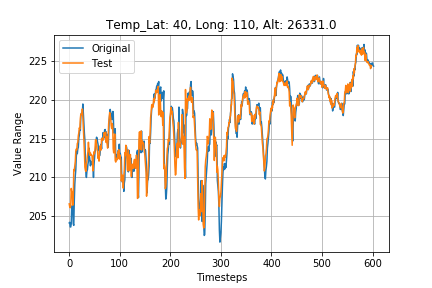 Temp_Lat: 40, Long: 110, Alt: 26331.0
Original
Test
Value Range
225
220
215
210
205
0 100 200 300 400 500 600
Timesteps